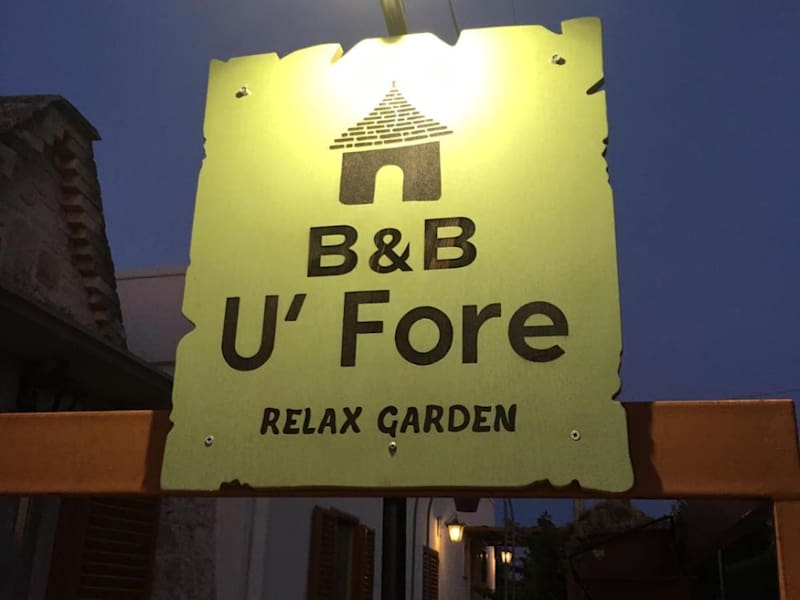 B&B
U' Fore
RELAX GARDEN